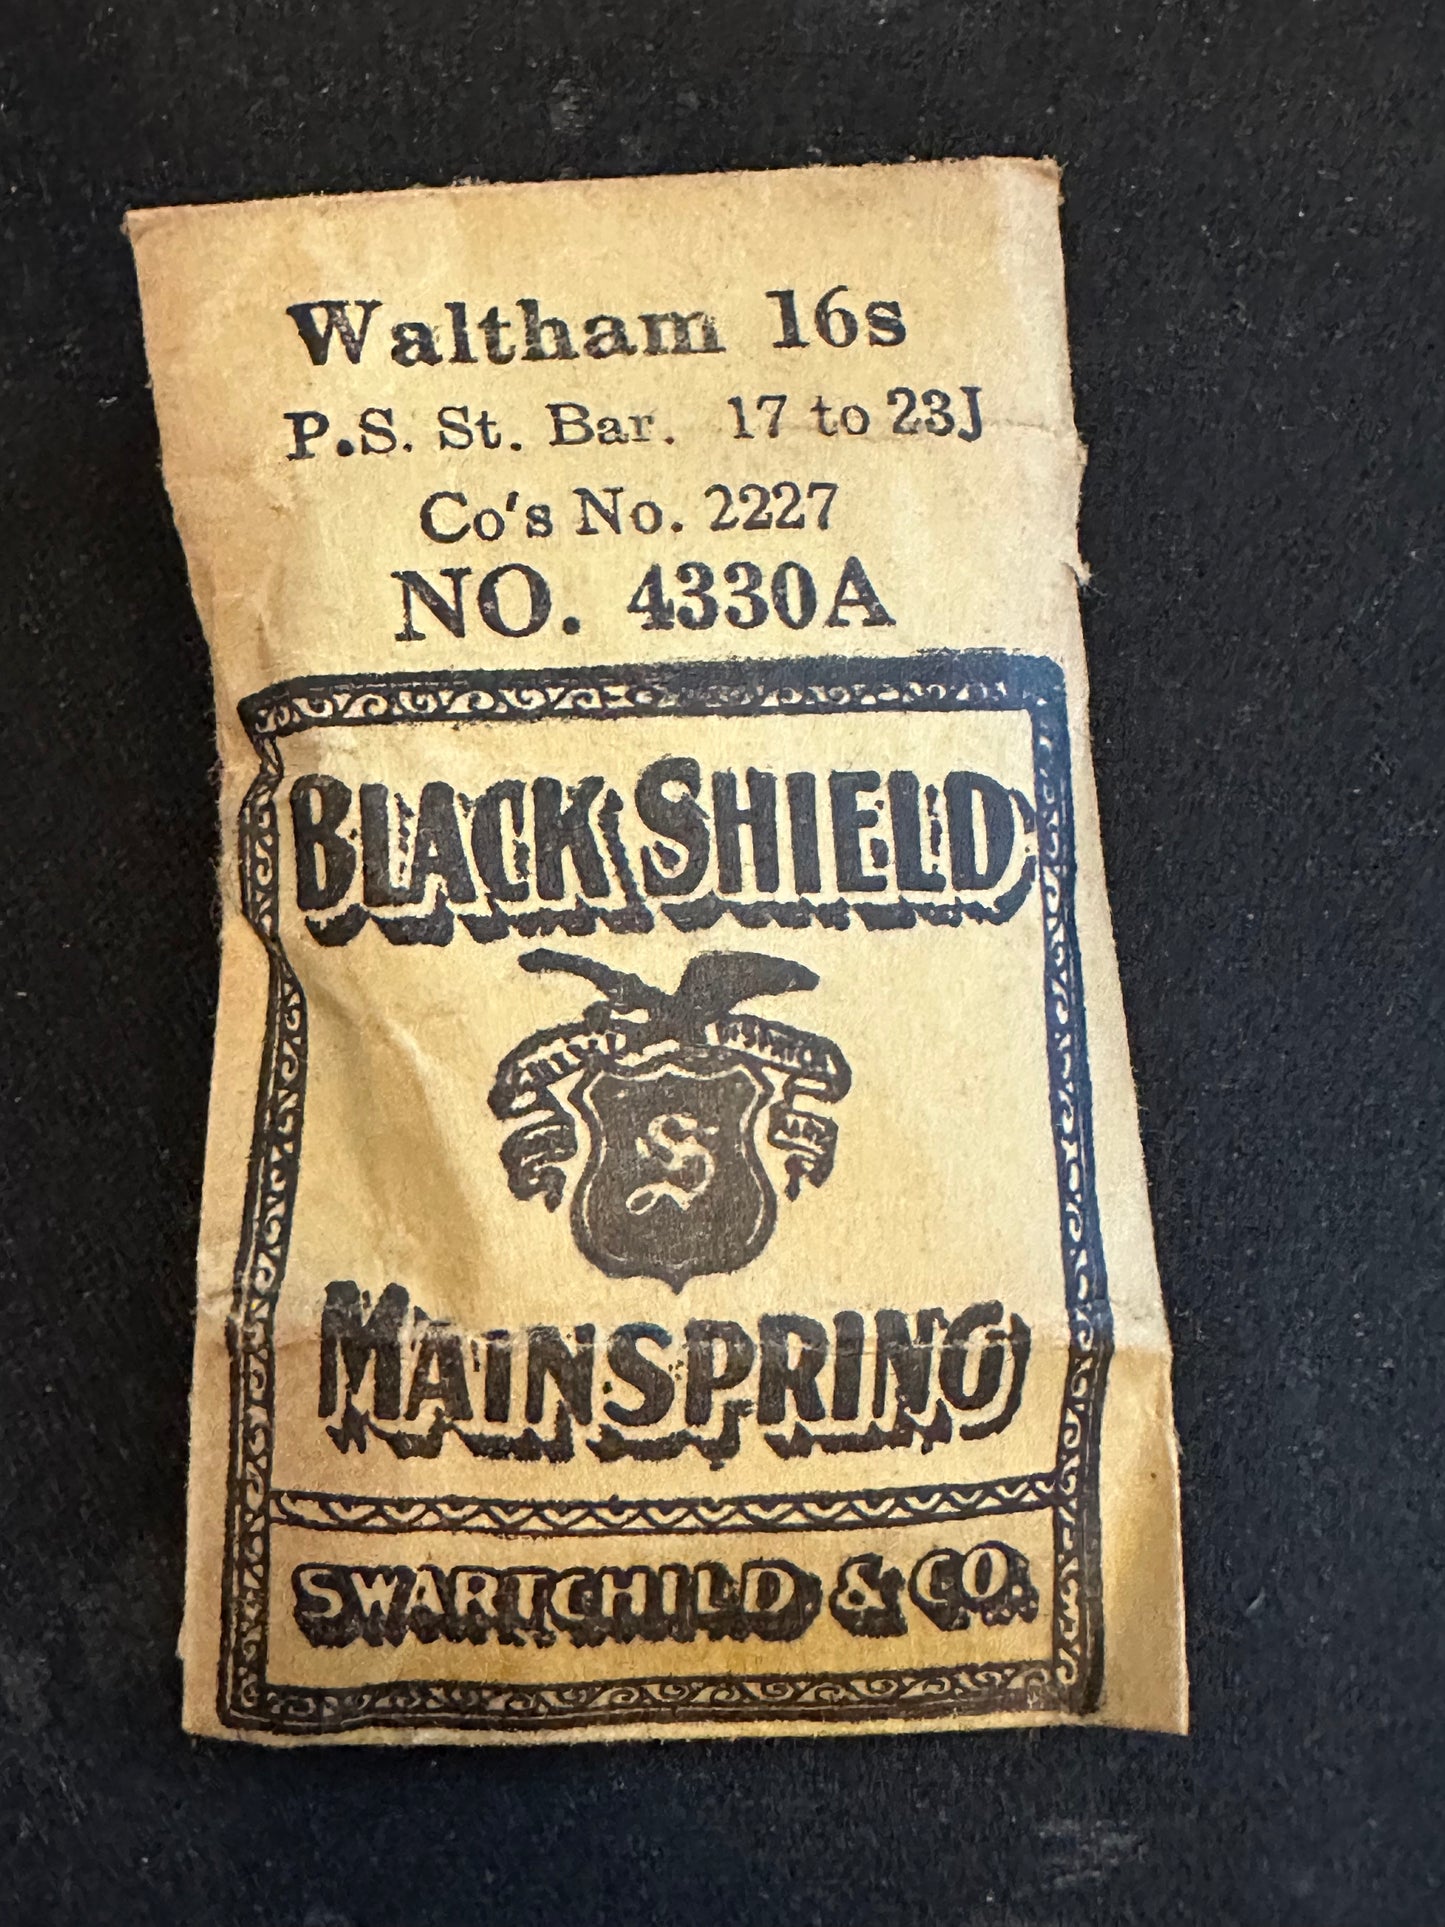 Waltham 16s
P.S. St. Bar. 17 to 23J
Co's No. 2227
NO. 4330A
BLACK SHIELD
S
MAINSPRING
SWARTCHILD & CO.